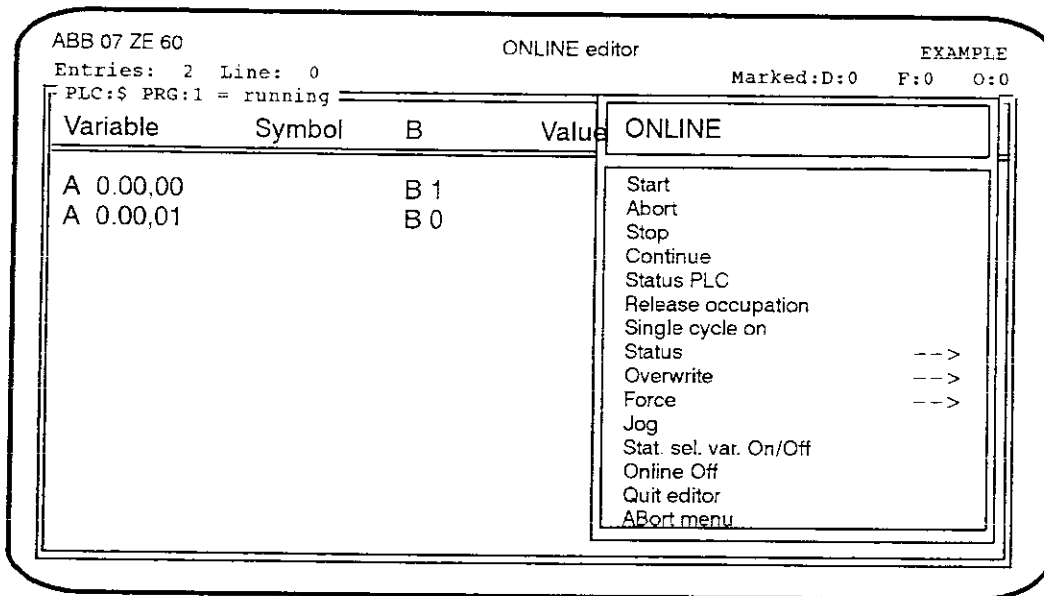 ABB 07 ZE 60 ONLINE editor EXAMPLE
Entries: 2 Line: 0 Marked:D:0 F:0 O:0
PLC:$ PRG:1 = running
Variable Symbol B Value
A 0.00,00 B 1
A 0.00,01 B 0
ONLINE
Start
Abort
Stop
Continue
Status PLC
Release occupation
Single cycle on
Status -->
Overwrite -->
Force -->
Jog
Stat. sel. var. On/Off
Online Off
Quit editor
ABort menu